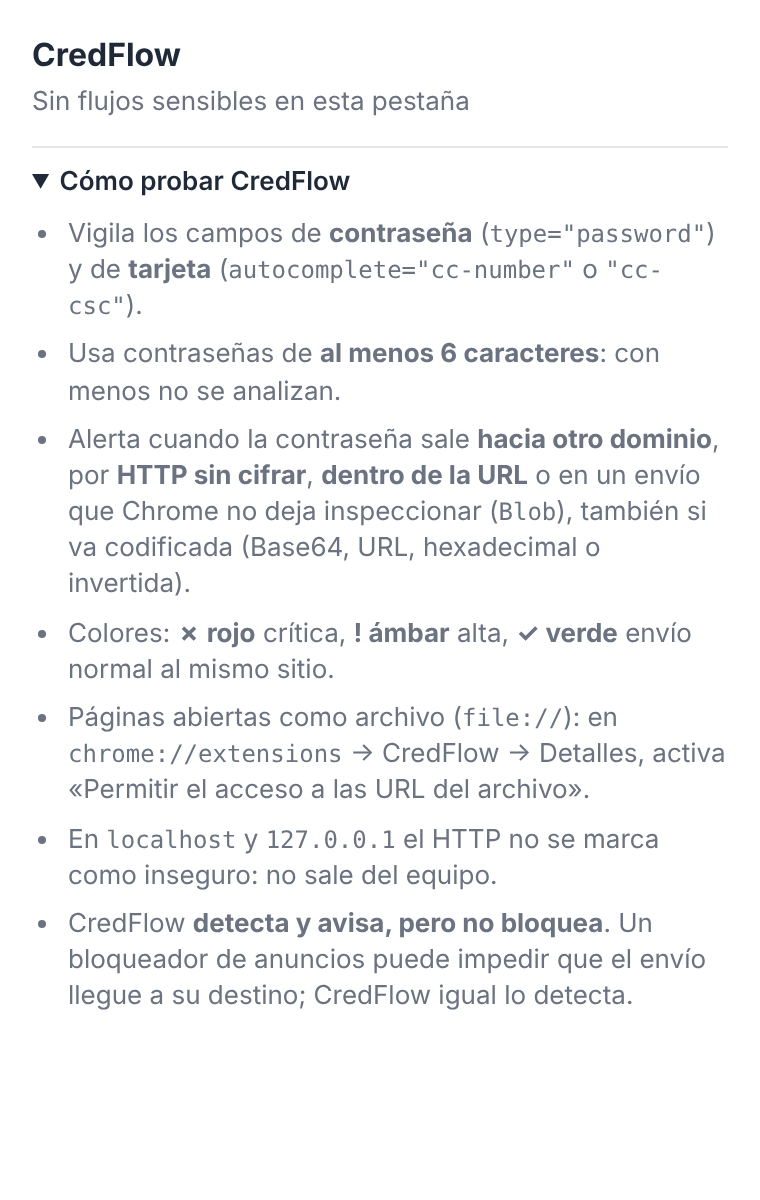 CredFlow
Sin flujos sensibles en esta pestaña
▼ Cómo probar CredFlow
• Vigila los campos de contraseña (type="password")
y de tarjeta (autocomplete="cc-number" o "cc-
csc").
• Usa contraseñas de al menos 6 caracteres: con
menos no se analizan.
• Alerta cuando la contraseña sale hacia otro dominio,
por HTTP sin cifrar, dentro de la URL o en un envío
que Chrome no deja inspeccionar (Blob), también si
va codificada (Base64, URL, hexadecimal o
invertida).
• Colores: ✕ rojo crítica, ! ámbar alta, ✓ verde envío
normal al mismo sitio.
• Páginas abiertas como archivo (file://): en
chrome://extensions → CredFlow → Detalles, activa
«Permitir el acceso a las URL del archivo».
• En localhost y 127.0.0.1 el HTTP no se marca
como inseguro: no sale del equipo.
• CredFlow detecta y avisa, pero no bloquea. Un
bloqueador de anuncios puede impedir que el envío
llegue a su destino; CredFlow igual lo detecta.